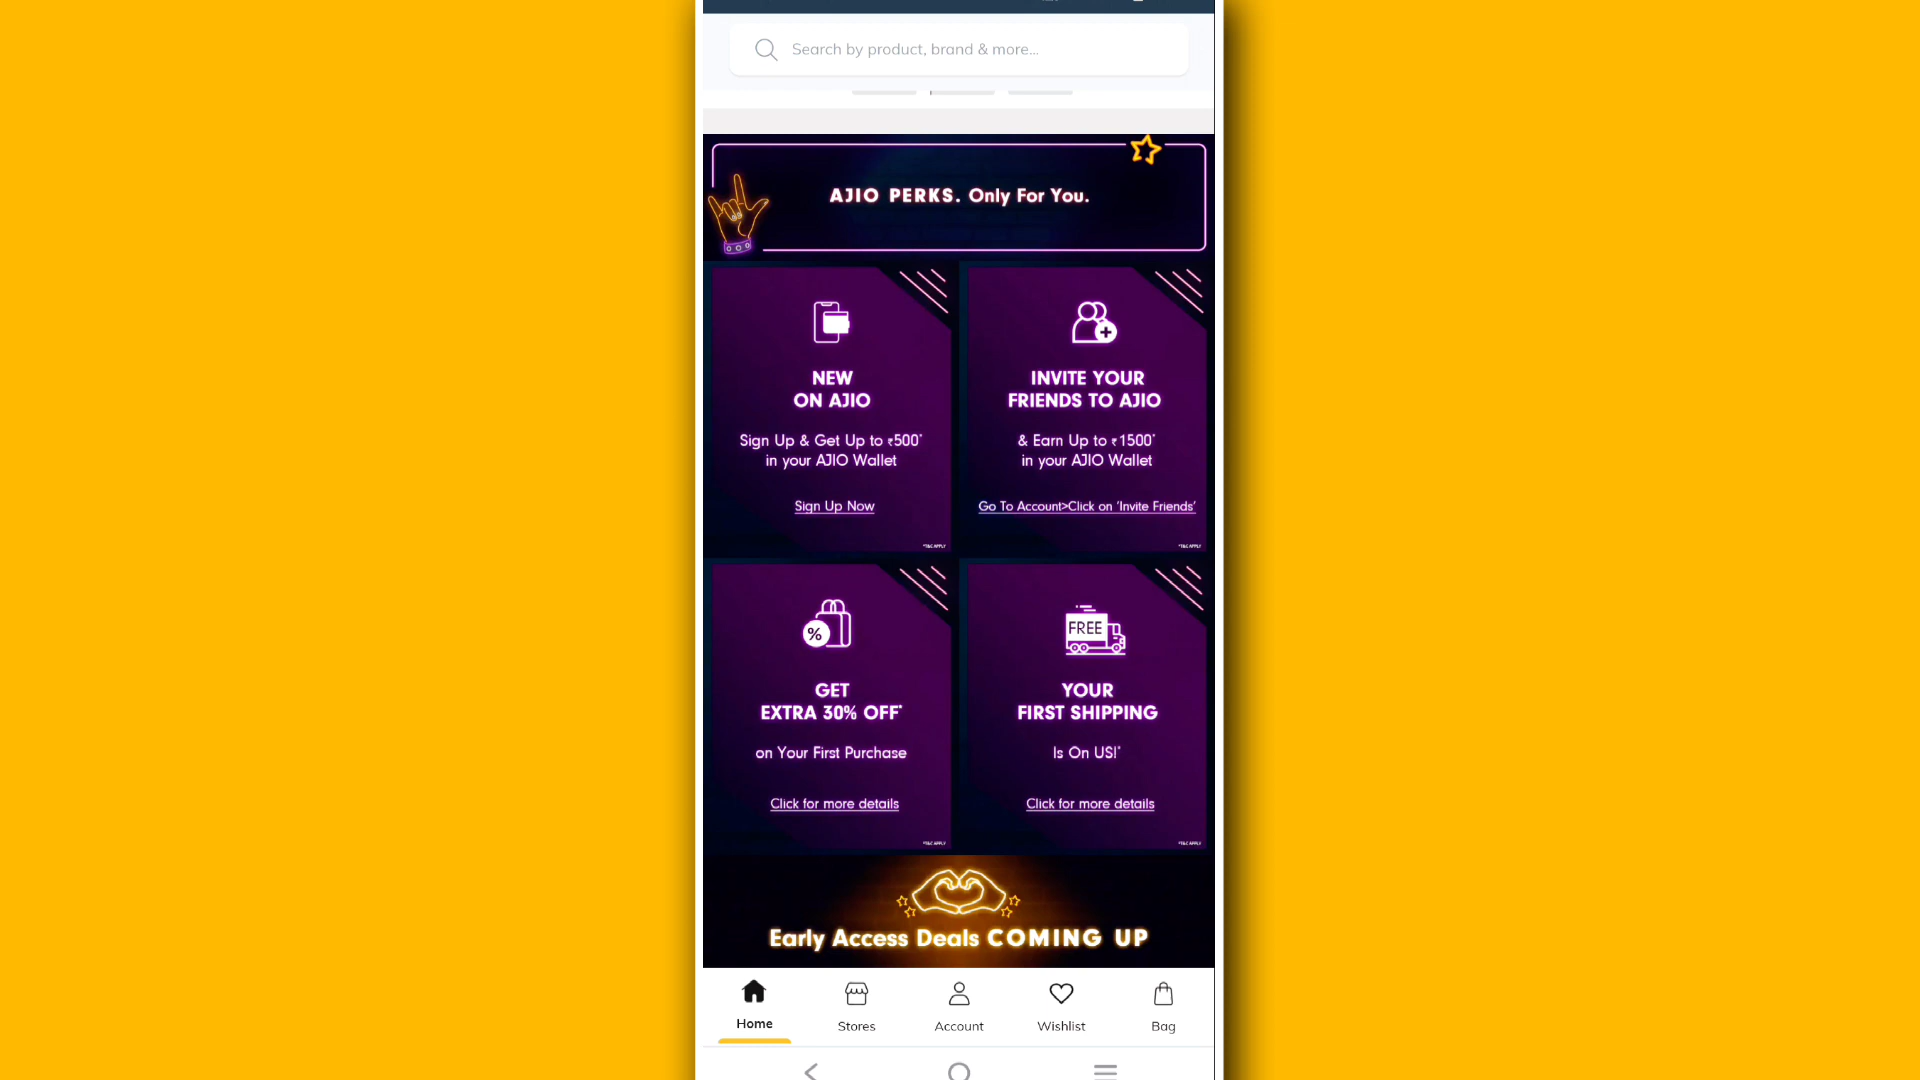 Search by product, brand & more...
AJIO PERKS. Only For You.
NEW
ON AJIO
Sign Up & Get Up to ₹500*
in your AJIO Wallet
Sign Up Now
*T&C APPLY
INVITE YOUR
FRIENDS TO AJIO
& Earn Up to ₹1500*
in your AJIO Wallet
Go To Account>Click on 'Invite Friends'
*T&C APPLY
%
GET
EXTRA 30% OFF*
on Your First Purchase
Click for more details
*T&C APPLY
FREE
YOUR
FIRST SHIPPING
Is On US!*
Click for more details
*T&C APPLY
Early Access Deals COMING UP
Home
Stores
Account
Wishlist
Bag